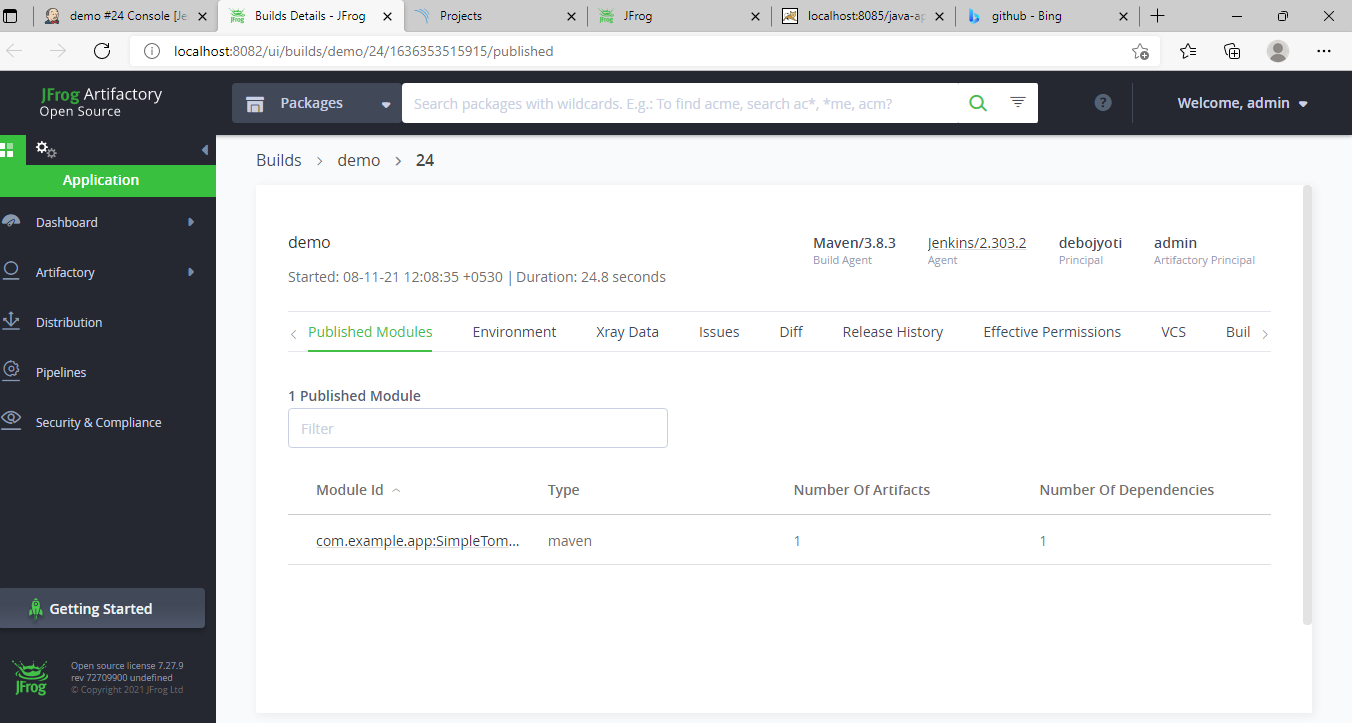 demo #24 Console [Je
Builds Details - JFrog
Projects
JFrog
localhost:8085/java-ap
github - Bing
localhost:8082/ui/builds/demo/24/1636353515915/published
JFrog Artifactory
Open Source
Packages
Search packages with wildcards. E.g.: To find acme, search ac*, *me, acm?
Welcome, admin
Application
Dashboard
Artifactory
Distribution
Pipelines
Security & Compliance
Getting Started
JFrog
Open source license 7.27.9
rev 72709900 undefined
© Copyright 2021 JFrog Ltd
Builds > demo > 24
demo
Started: 08-11-21 12:08:35 +0530 | Duration: 24.8 seconds
Maven/3.8.3
Build Agent
Jenkins/2.303.2
Agent
debojyoti
Principal
admin
Artifactory Principal
Published Modules Environment Xray Data Issues Diff Release History Effective Permissions VCS Buil
1 Published Module
Filter
Module Id Type Number Of Artifacts Number Of Dependencies
com.example.app:SimpleTom... maven 1 1